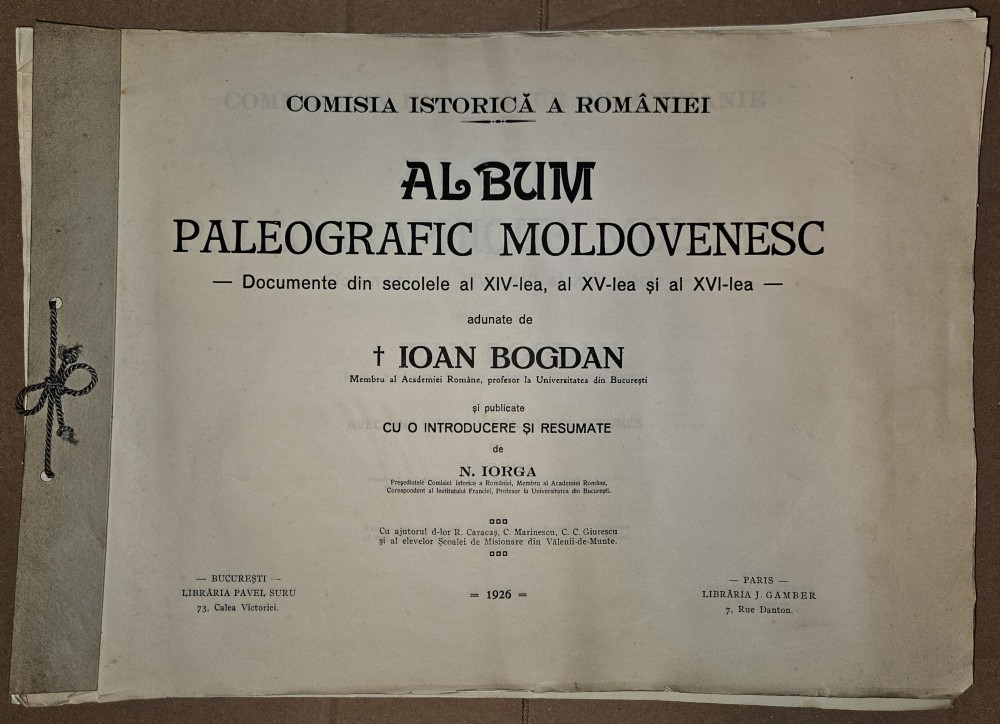 COMISIA ISTORICĂ A ROMÂNIEI
ALBUM
PALEOGRAFIC MOLDOVENESC
— Documente din secolele al XIV-lea, al XV-lea și al XVI-lea —
adunate de
† IOAN BOGDAN
Membru al Academiei Române, profesor la Universitatea din București
și publicate
CU O INTRODUCERE ȘI RESUMATE
de
N. IORGA
Președintele Comisiei Istorice a României, Membru al Academiei Române,
Corespondent al Institutului Franciei, Profesor la Universitatea din București.
Cu ajutorul d-lor R. Caracaș, C. Marinescu, C. C. Giurescu
și al elevelor Școalei de Misionare din Vălenii-de-Munte.
— BUCUREȘTI —
LIBRĂRIA PAVEL SURU
73, Calea Victoriei.
= 1926 =
— PARIS —
LIBRĂRIA J. GAMBER
7, Rue Danton.